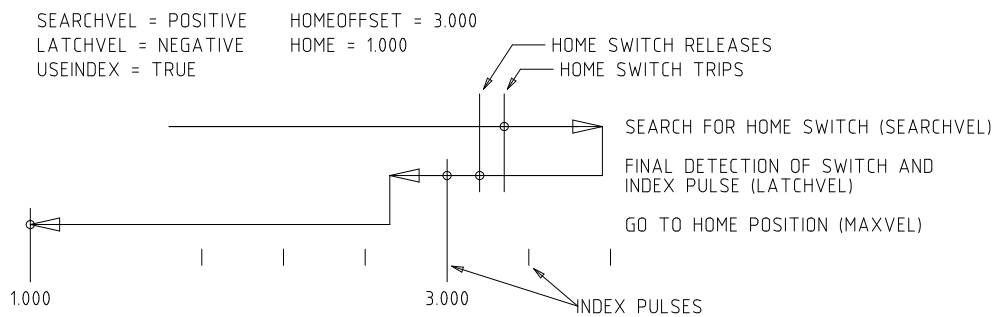 SEARCHVEL = POSITIVE HOMEOFFSET = 3.000
LATCHVEL = NEGATIVE HOME = 1.000
USEINDEX = TRUE
HOME SWITCH RELEASES
HOME SWITCH TRIPS
SEARCH FOR HOME SWITCH (SEARCHVEL)
FINAL DETECTION OF SWITCH AND
INDEX PULSE (LATCHVEL)
GO TO HOME POSITION (MAXVEL)
1.000
3.000
INDEX PULSES